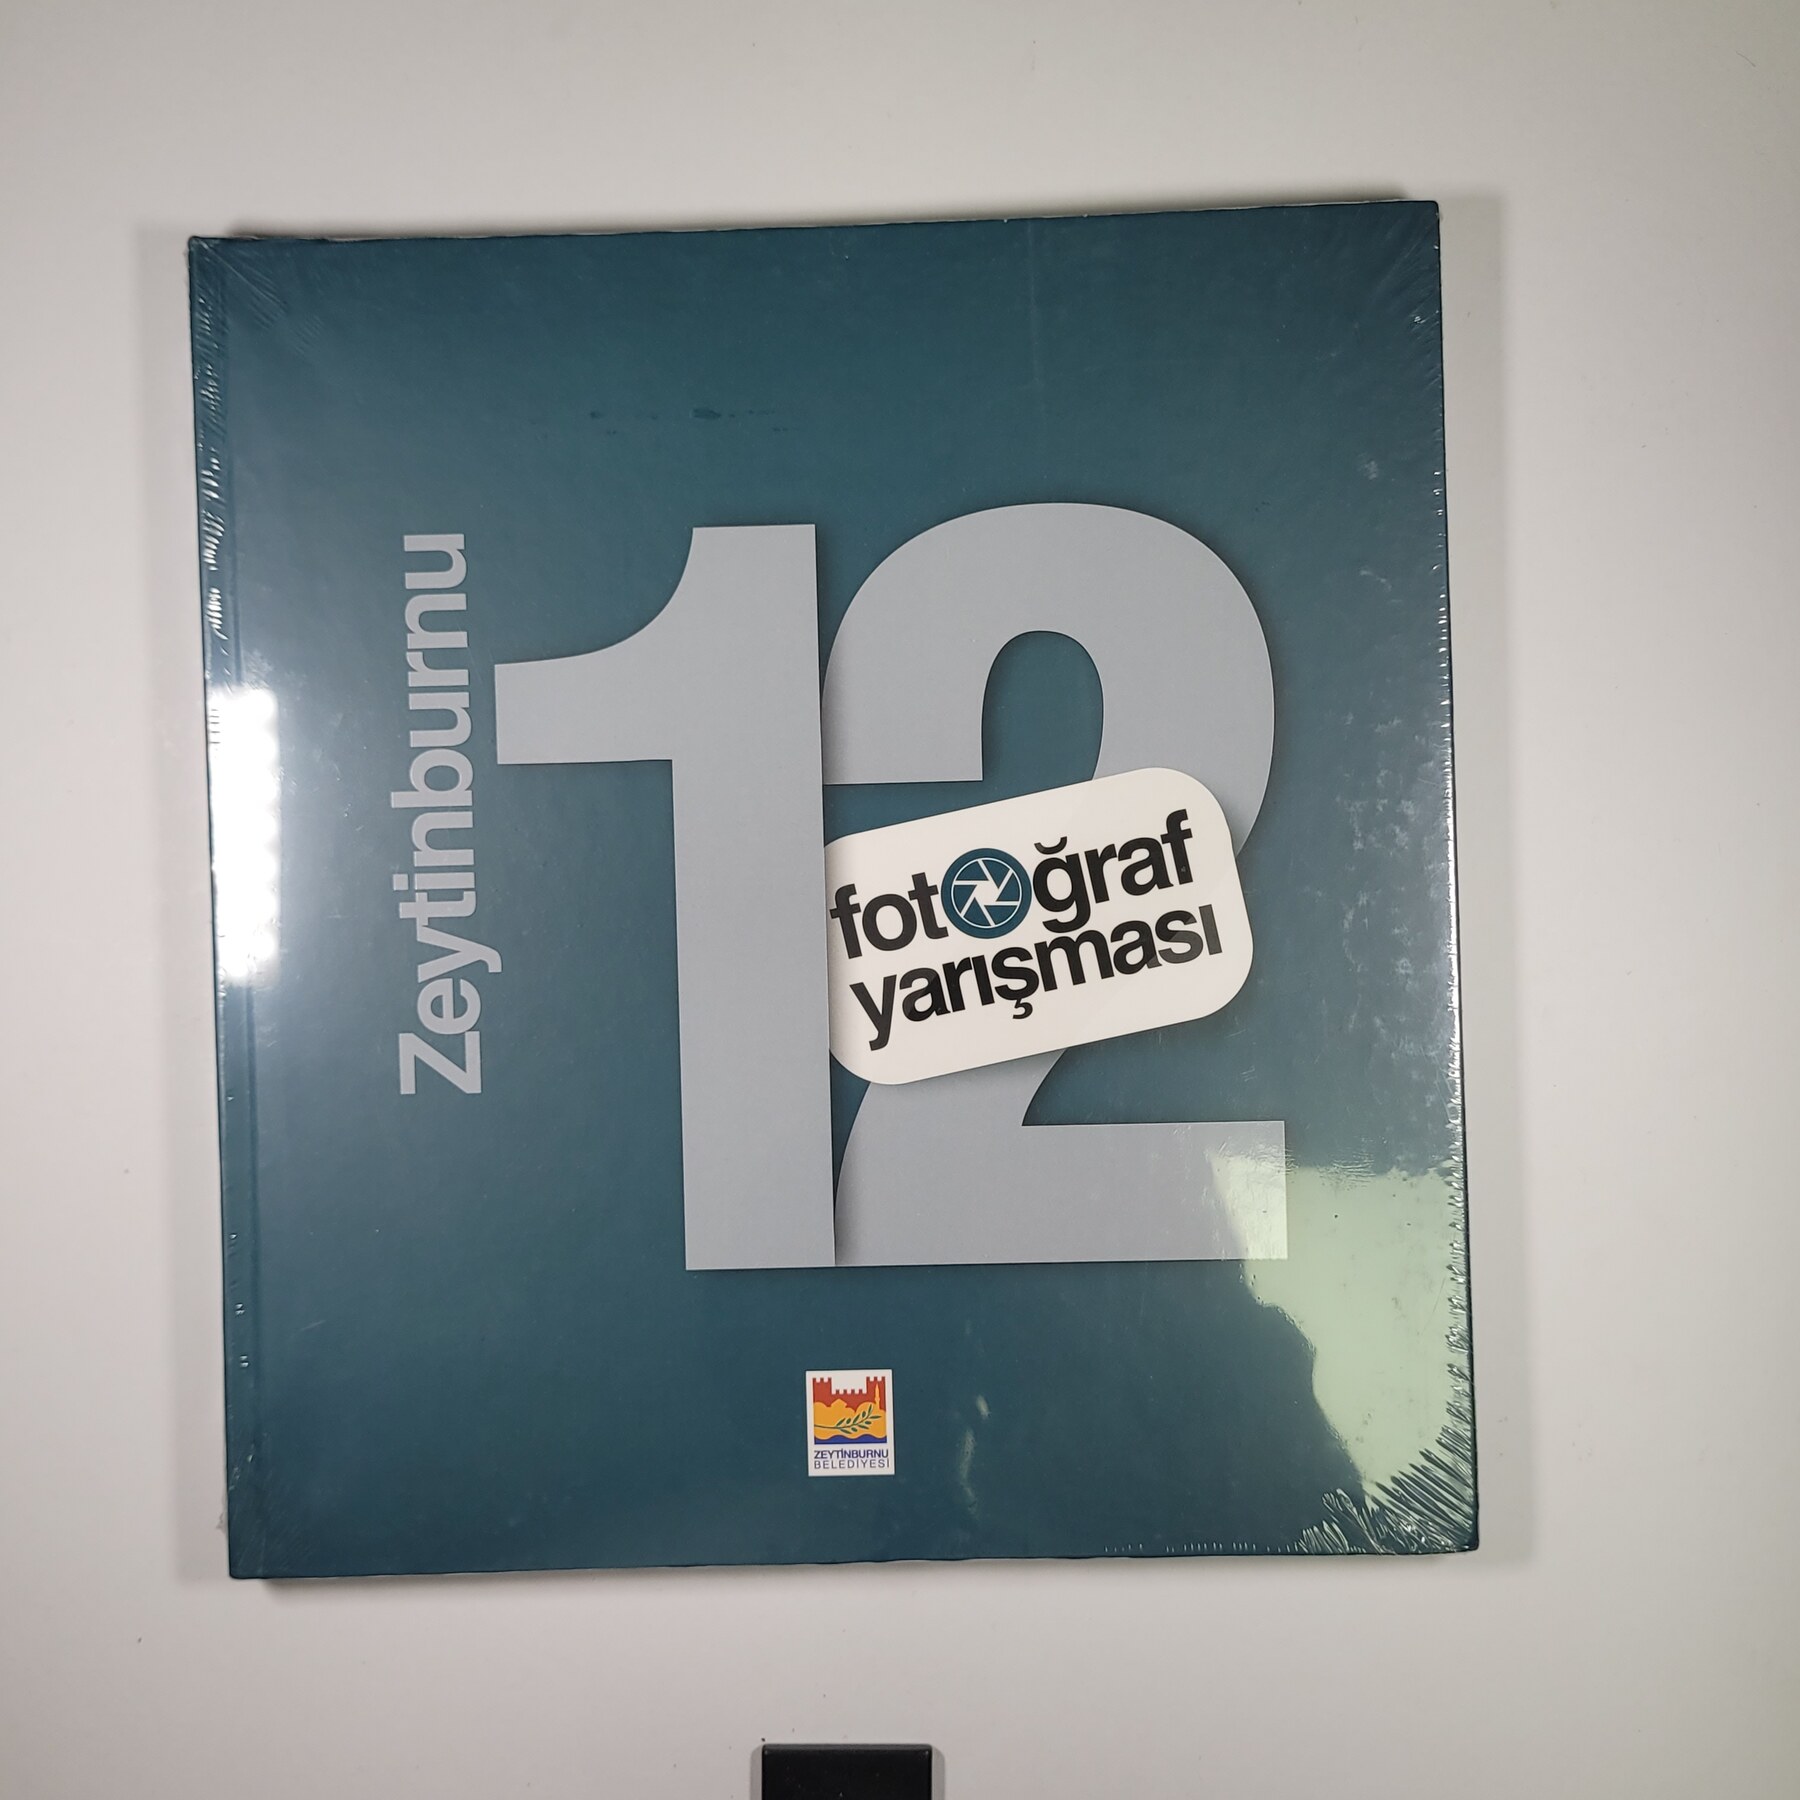 Zeytinburnu
12
fotoğraf
yarışması
ZEYTİNBURNU
BELEDİYESİ